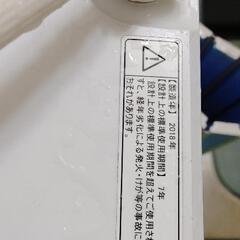 【製造年】 2018年
【設計上の標準使用期間】 7年
設計上の標準使用期間を超えてご使用され
すと、経年劣化による発火・けが等の事故に
おそれがあります。